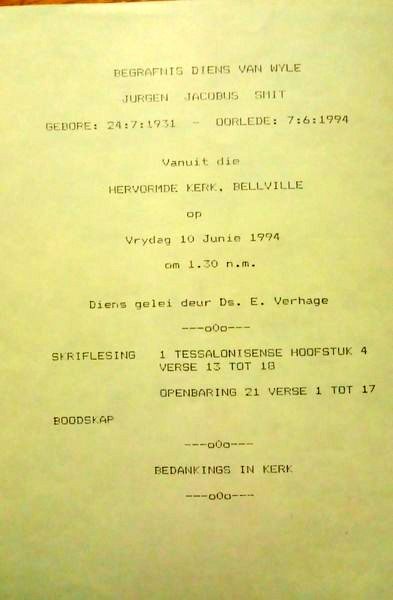 BEGRAFNIS DIENS VAN WYLE
JURGEN JACOBUS SMIT
GEBORE: 24:7:1931 - OORLEDE: 7:6:1994
Vanuit die
HERVORMDE KERK, BELLVILLE
op
Vrydag 10 Junie 1994
om 1.30 n.m.
Diens gelei deur Ds. E. Verhage
---oOo---
SKRIFLESING 1 TESSALONISENSE HOOFSTUK 4
VERSE 13 TOT 18
OPENBARING 21 VERSE 1 TOT 17
BOODSKAP
---oOo---
BEDANKINGS IN KERK
---oOo---